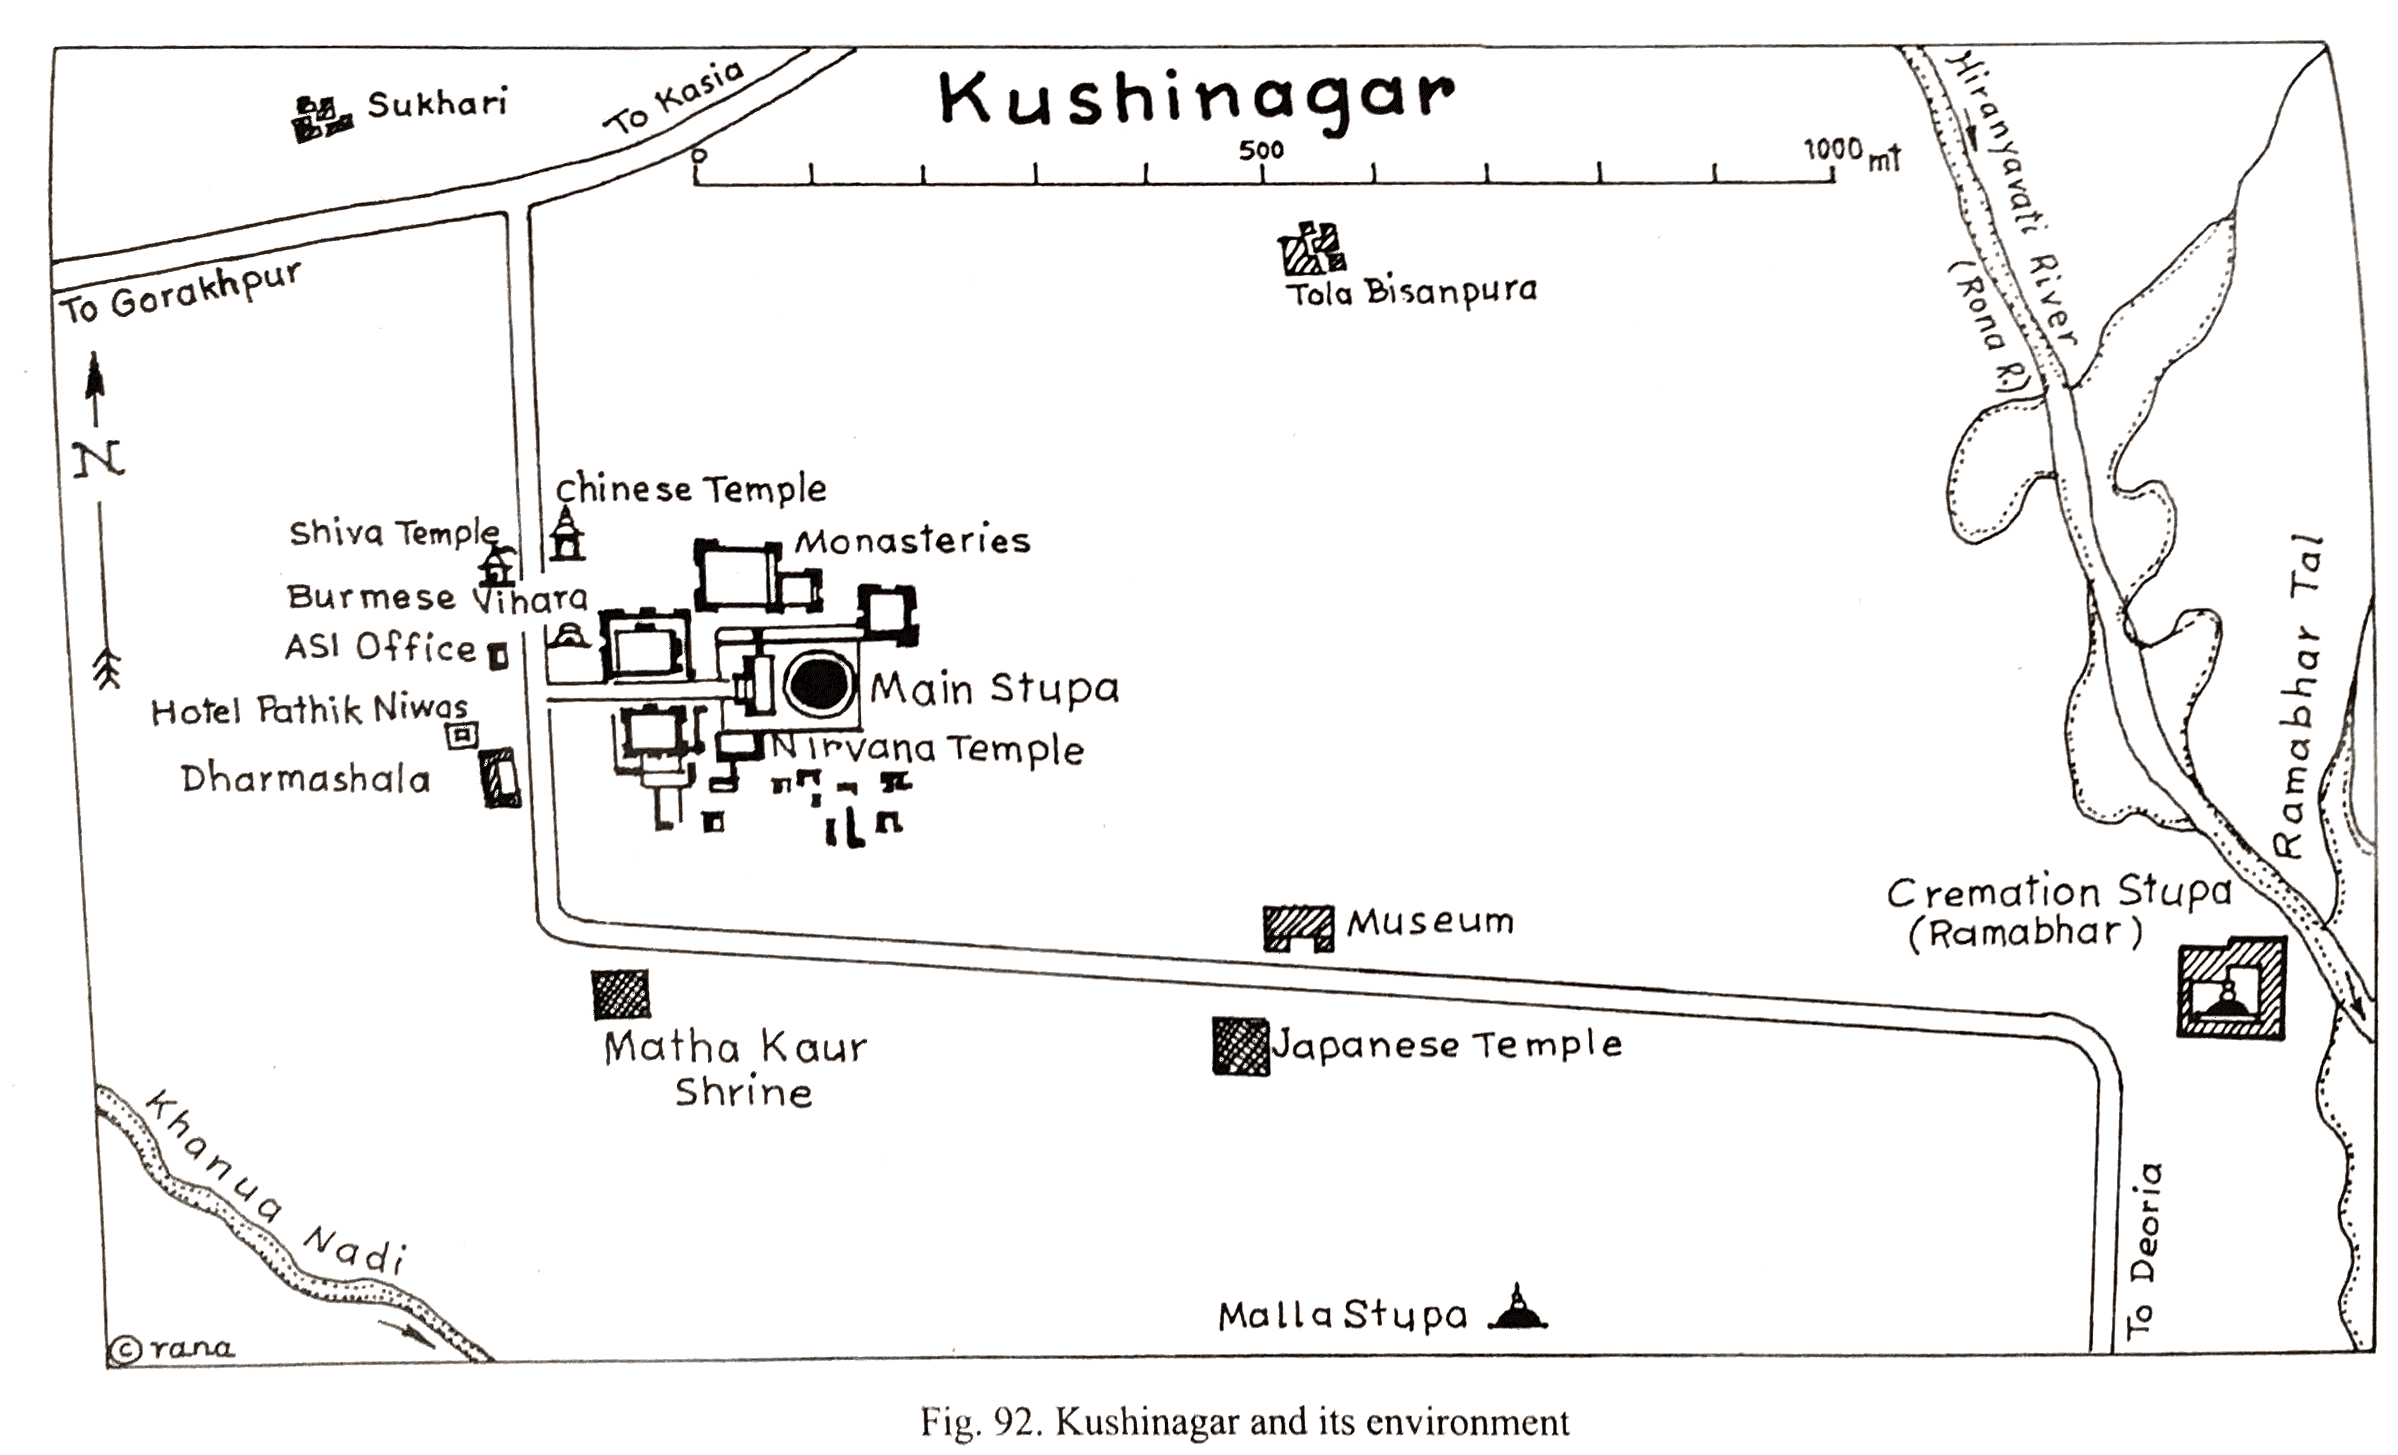 Kushinagar
Sukhari
To Kasia
0 500 1000 mt
Hiranyavati River
(Rona R.)
To Gorakhpur
Tola Bisanpura
N
Chinese Temple
Shiva Temple
Monasteries
Burmese Vihara
ASI Office
Main Stupa
Hotel Pathik Niwas
Nirvana Temple
Dharmashala
Ramabhar Tal
Cremation Stupa
(Ramabhar)
Museum
Matha Kaur
Shrine
Japanese Temple
Khanua Nadi
To Deoria
Malla Stupa
© rana
Fig. 92. Kushinagar and its environment